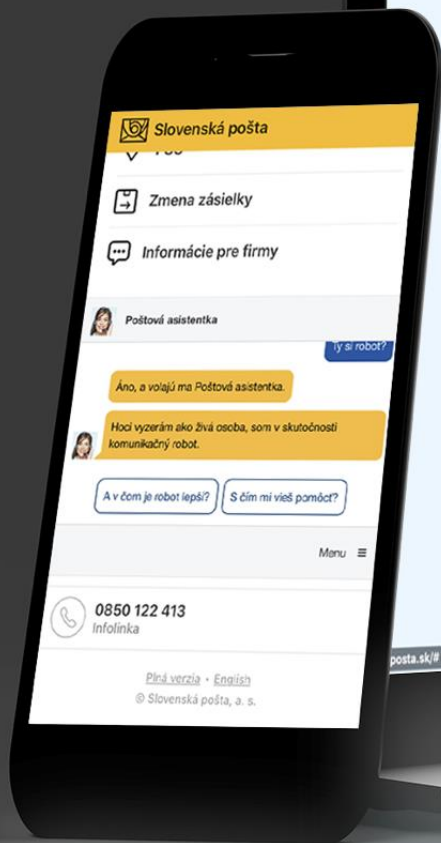 Slovenská pošta
Zmena zásielky
Informácie pre firmy
Poštová asistentka
Ty si robot?
Áno, a volajú ma Poštová asistentka.
Hoci vyzerám ako živá osoba, som v skutočnosti
komunikačný robot.
A v čom je robot lepší? S čím mi vieš pomôcť?
Menu
0850 122 413
Infolinka
Plná verzia • English
© Slovenská pošta, a. s.
posta.sk/#